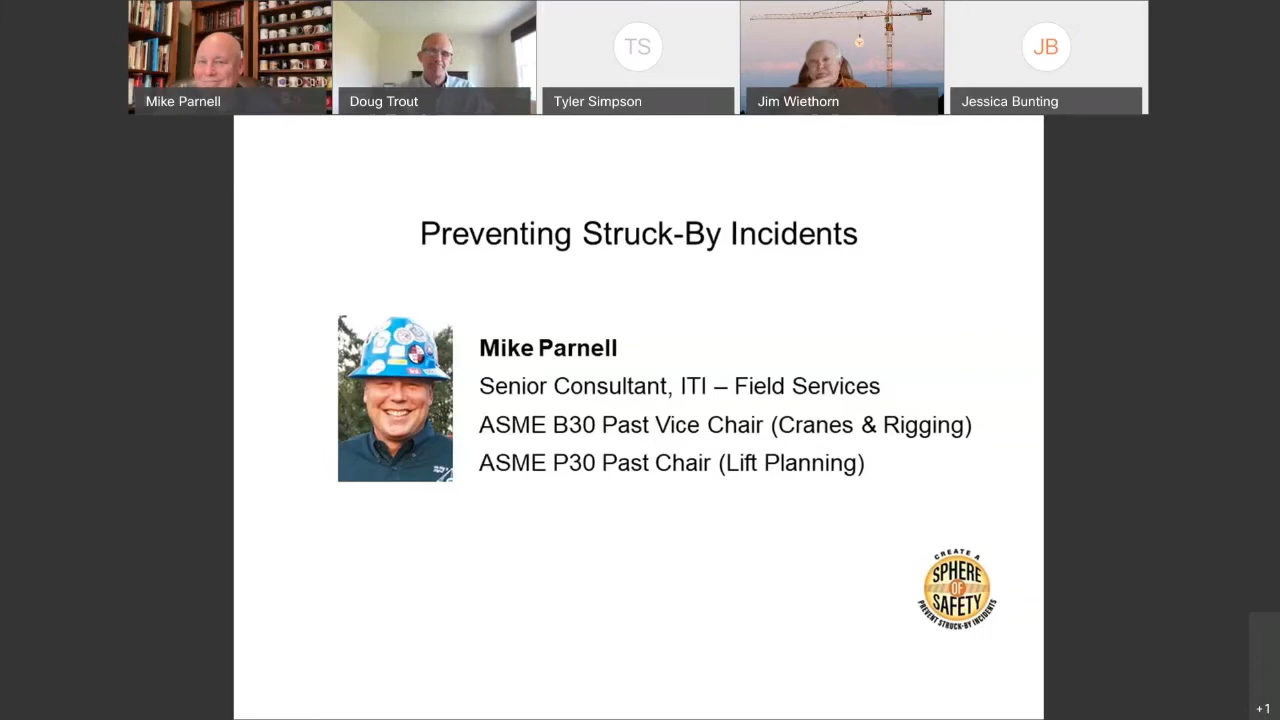 Mike Parnell
Doug Trout
TS
Tyler Simpson
Jim Wiethorn
JB
Jessica Bunting
Preventing Struck-By Incidents
Mike Parnell
Senior Consultant, ITI – Field Services
ASME B30 Past Vice Chair (Cranes & Rigging)
ASME P30 Past Chair (Lift Planning)
CREATE A
SPHERE
OF
SAFETY
PREVENT STRUCK-BY INCIDENTS
+1